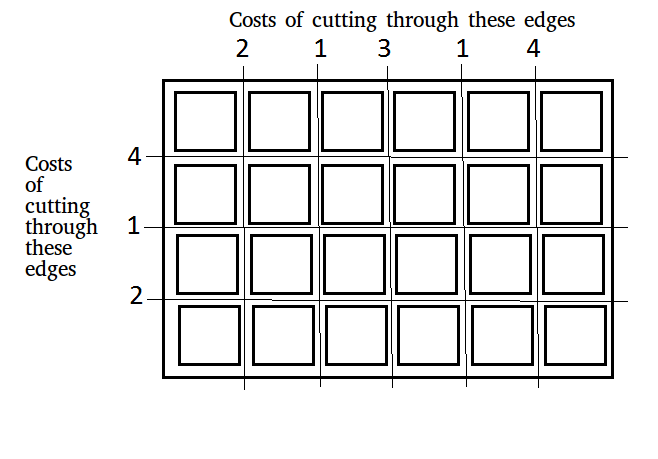 Costs of cutting through these edges
2 1 3 1 4
4
Costs
of
cutting
through
these
edges
1
2